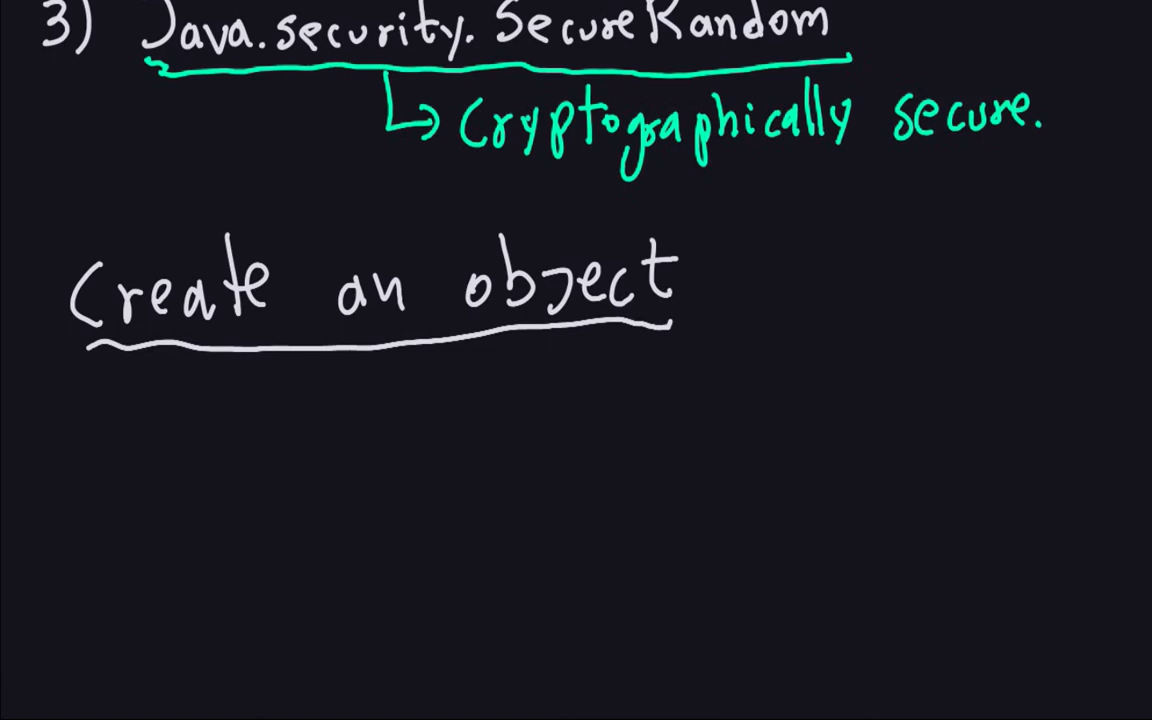 3) Java.security.SecureRandom
↳ Cryptographically secure.
Create an object